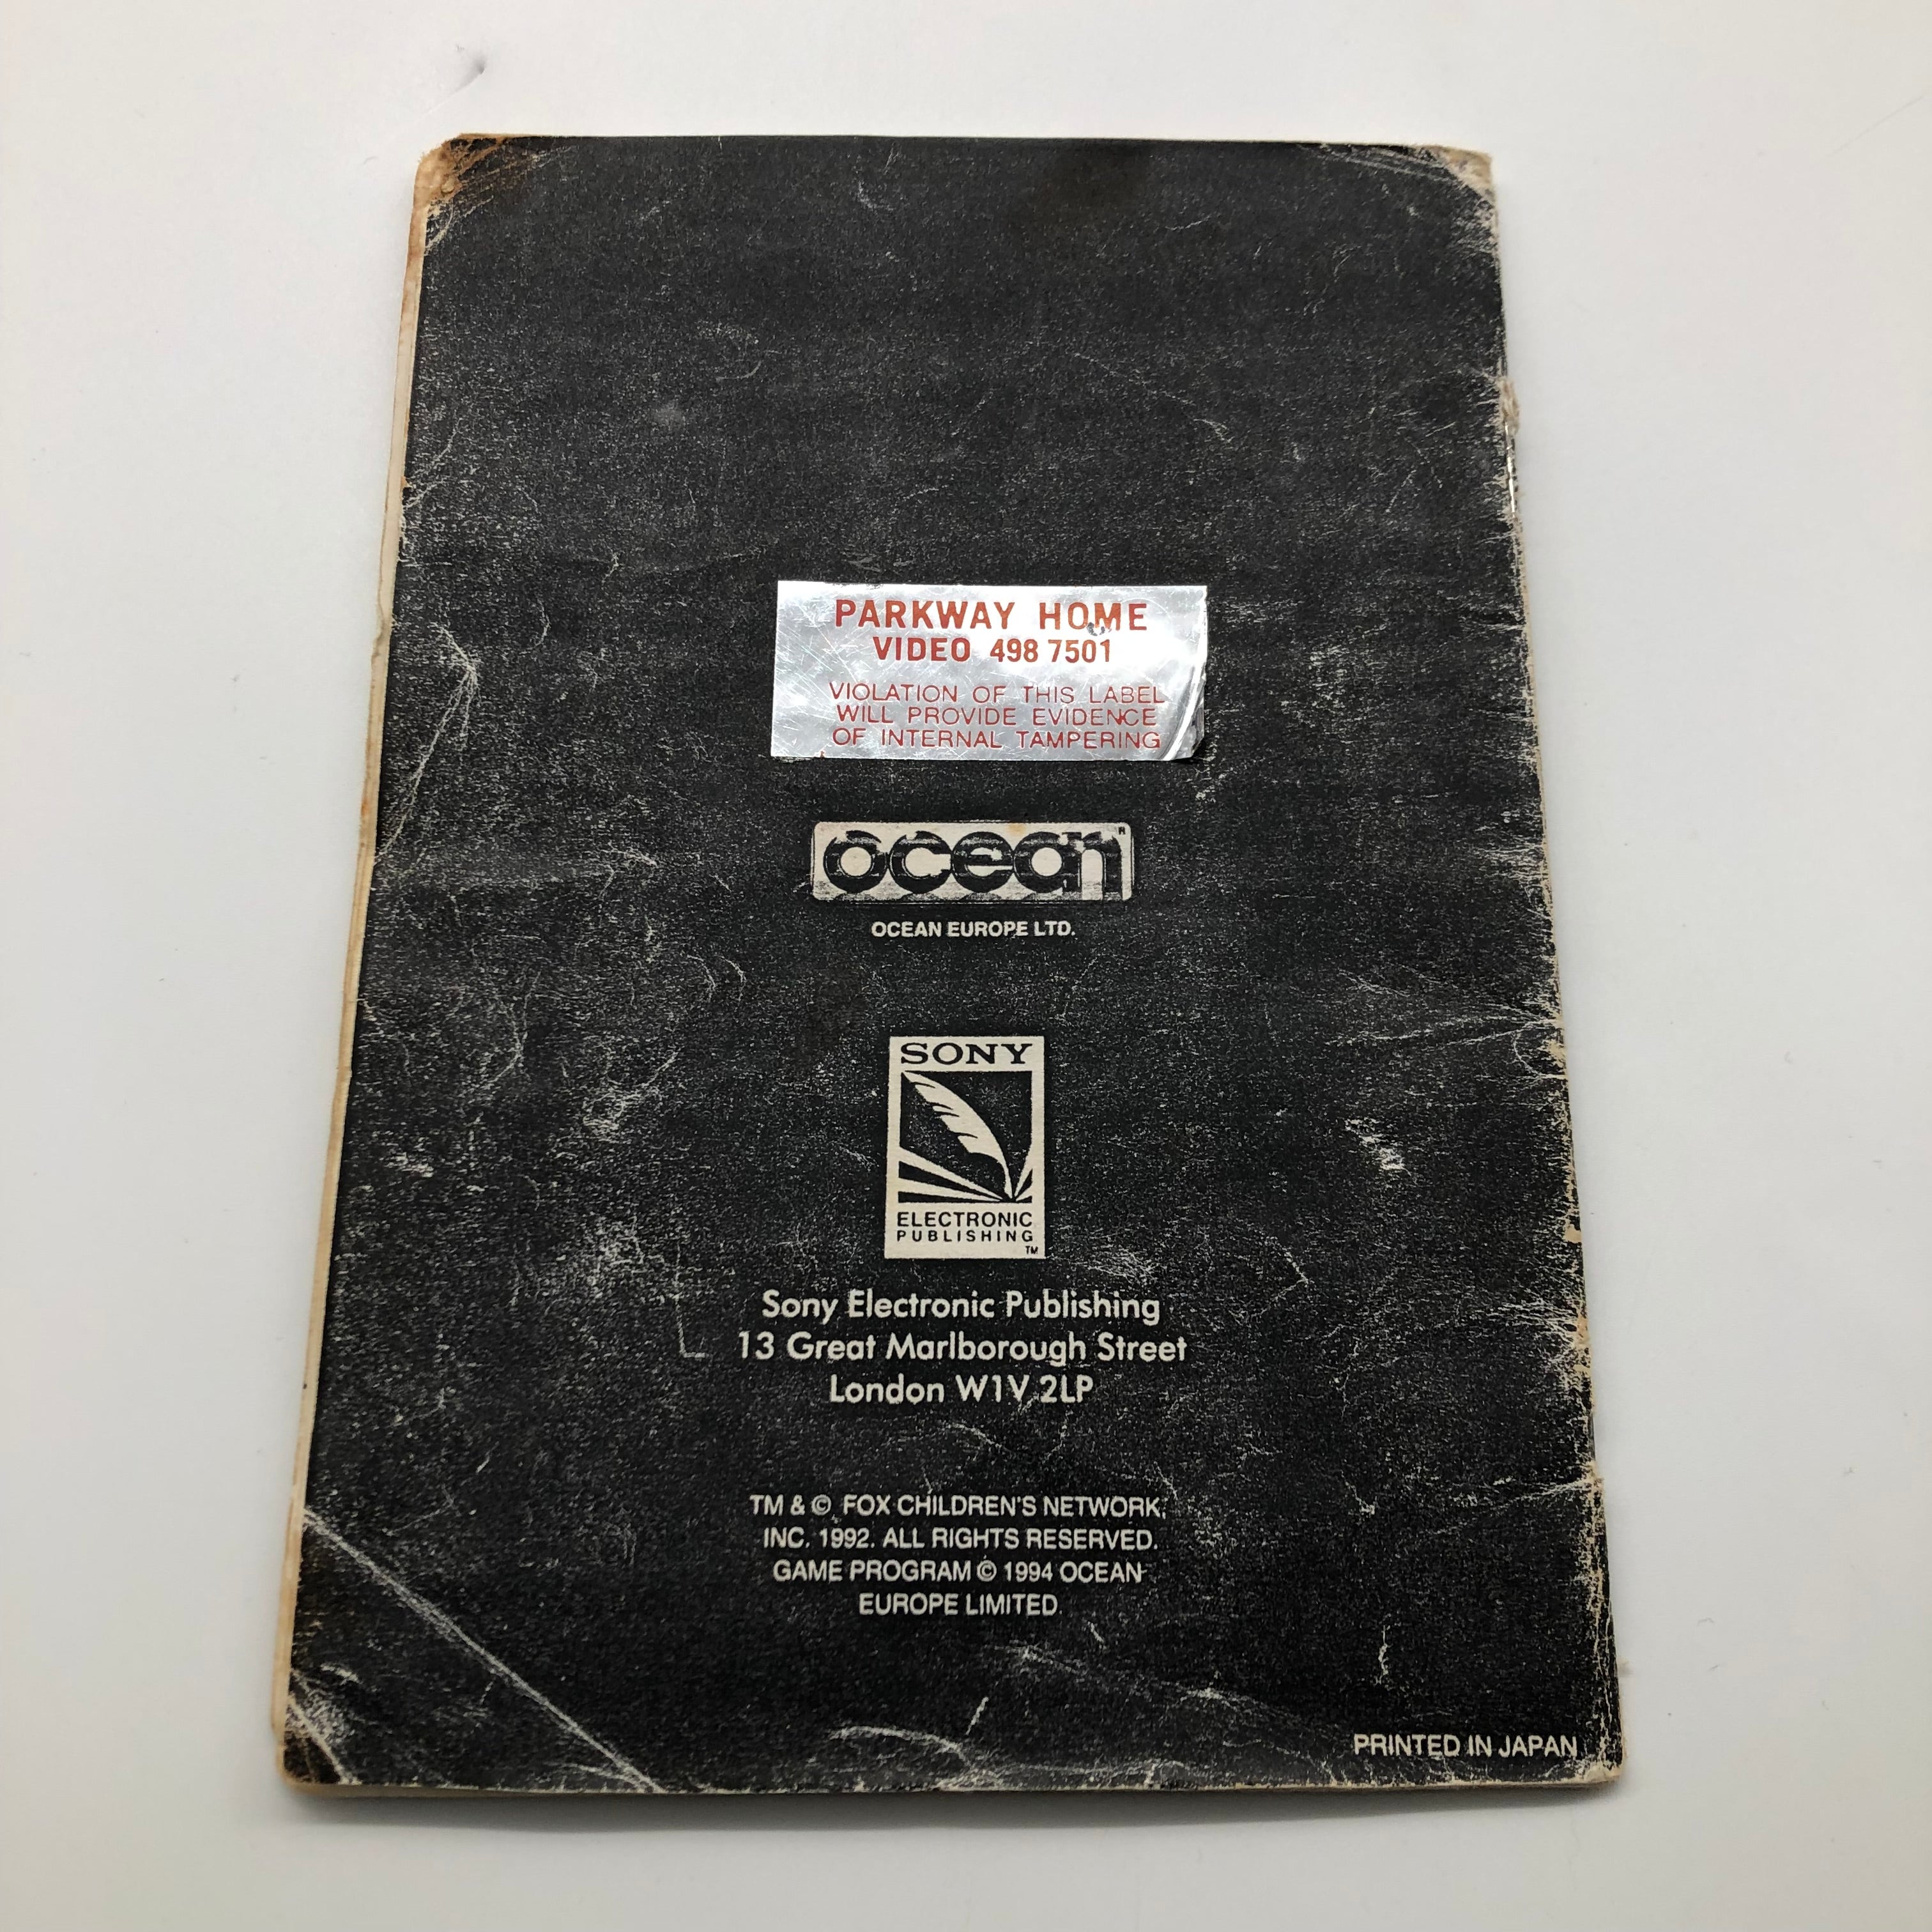 PARKWAY HOME
VIDEO 498 7501
VIOLATION OF THIS LABEL
WILL PROVIDE EVIDENCE
OF INTERNAL TAMPERING
ocean®
OCEAN EUROPE LTD.
SONY
ELECTRONIC
PUBLISHING
TM
Sony Electronic Publishing
13 Great Marlborough Street
London W1V 2LP
TM & © FOX CHILDREN'S NETWORK,
INC. 1992. ALL RIGHTS RESERVED.
GAME PROGRAM © 1994 OCEAN
EUROPE LIMITED.
PRINTED IN JAPAN